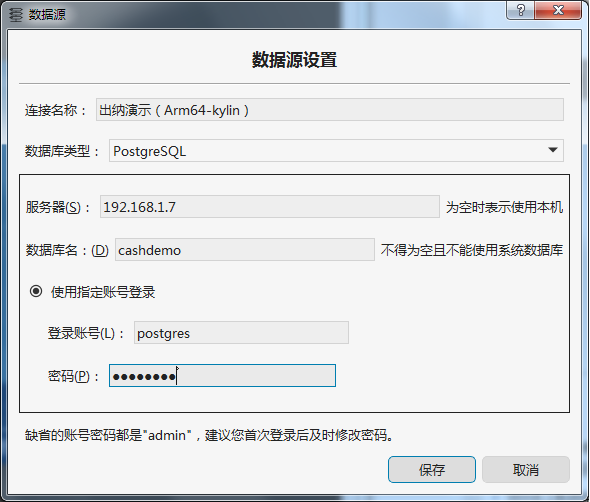 数据源
数据源设置
连接名称： 出纳演示（Arm64-kylin）
数据库类型： PostgreSQL
服务器(S)： 192.168.1.7 为空时表示使用本机
数据库名：(D) cashdemo 不得为空且不能使用系统数据库
使用指定账号登录
登录账号(L)： postgres
密码(P)： ●●●●●●●●
缺省的账号密码都是"admin"，建议您首次登录后及时修改密码。
保存 取消